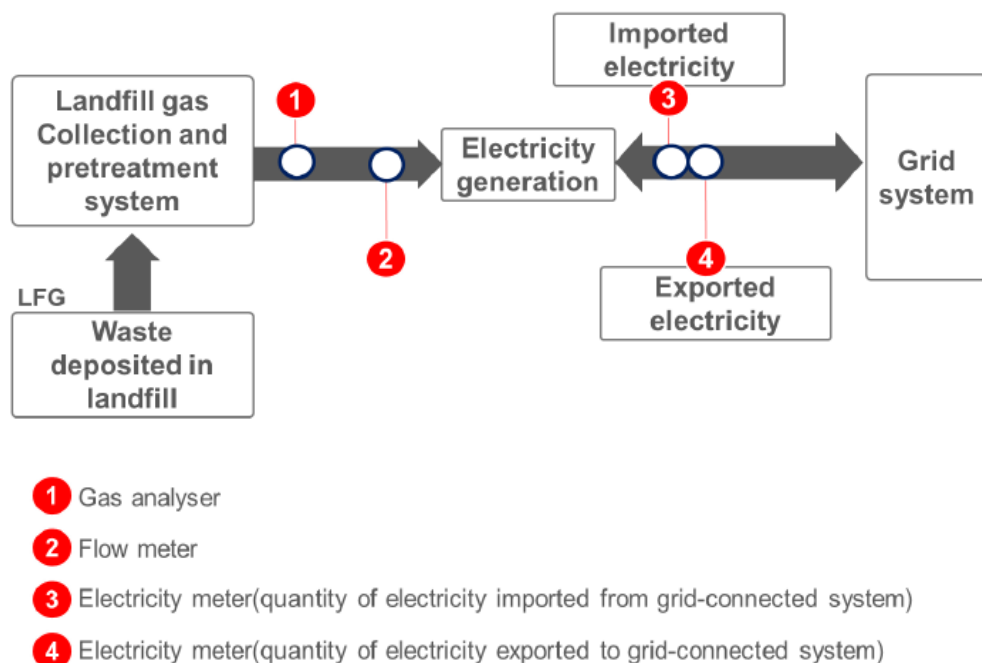 Imported
electricity
1
3
Landfill gas
Collection and
pretreatment
system
Electricity
generation
Grid
system
2
4
LFG
Exported
electricity
Waste
deposited in
landfill
1 Gas analyser
2 Flow meter
3 Electricity meter(quantity of electricity imported from grid-connected system)
4 Electricity meter(quantity of electricity exported to grid-connected system)